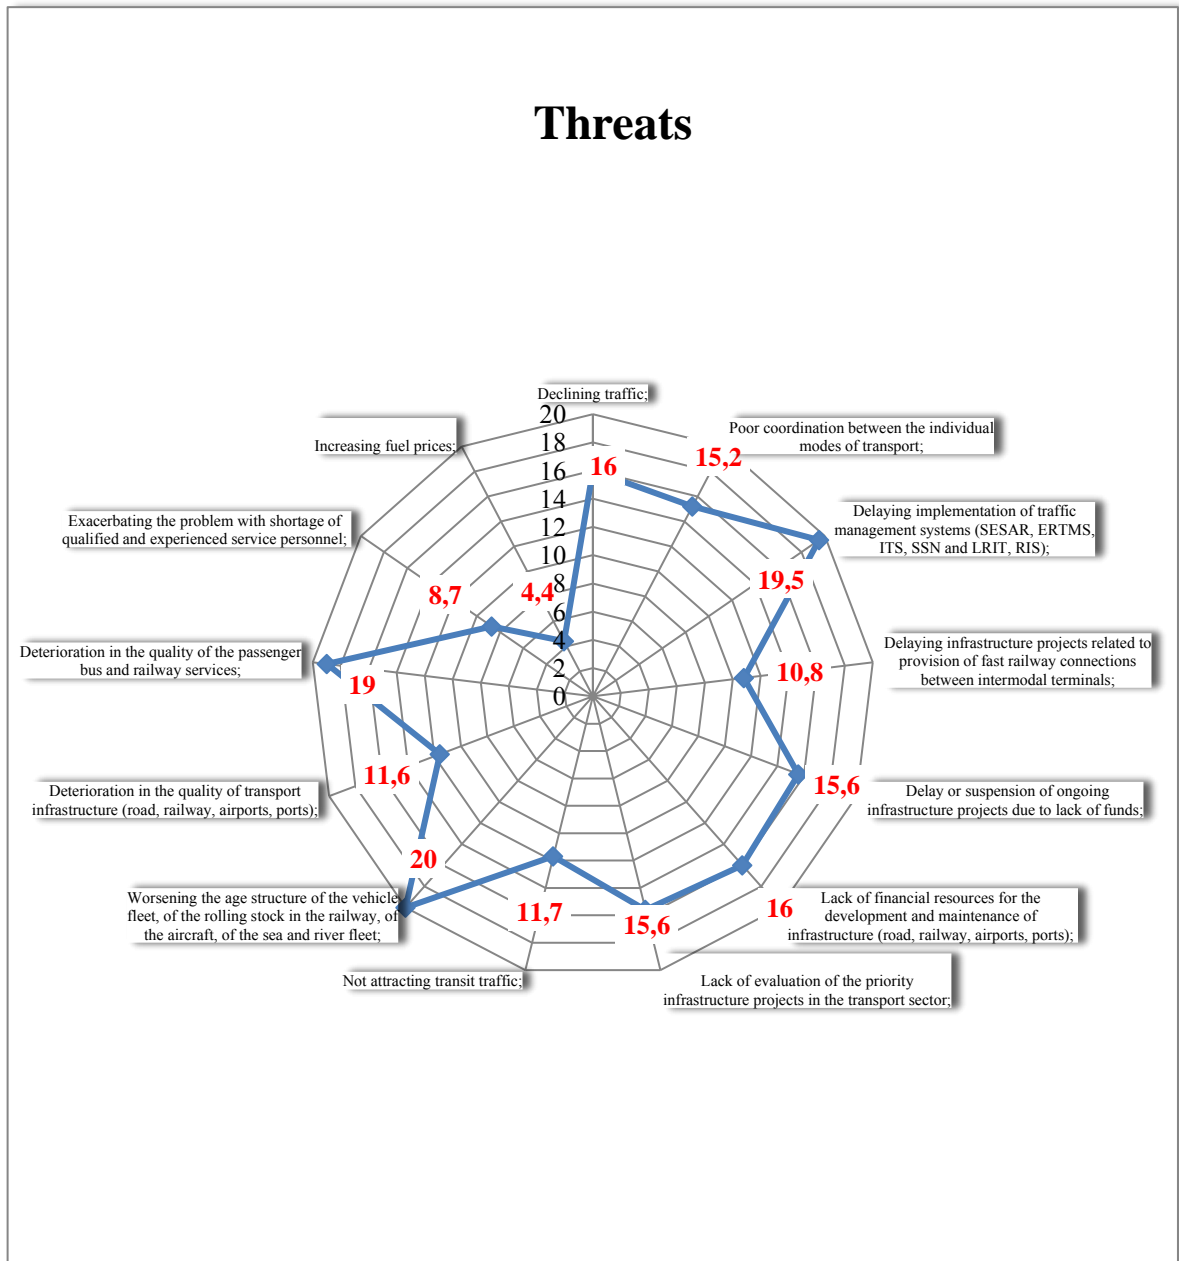 Threats
Declining traffic;
20
18
16
14
12
10
8
6
4
2
0
16
Poor coordination between the individual
modes of transport;
15,2
Delaying implementation of traffic
management systems (SESAR, ERTMS,
ITS, SSN and LRIT, RIS);
19,5
Delaying infrastructure projects related to
provision of fast railway connections
between intermodal terminals;
10,8
Delay or suspension of ongoing
infrastructure projects due to lack of funds;
15,6
Lack of financial resources for the
development and maintenance of
infrastructure (road, railway, airports, ports);
16
Lack of evaluation of the priority
infrastructure projects in the transport sector;
15,6
Not attracting transit traffic;
11,7
Worsening the age structure of the vehicle
fleet, of the rolling stock in the railway, of
the aircraft, of the sea and river fleet;
20
Deterioration in the quality of transport
infrastructure (road, railway, airports, ports);
11,6
Deterioration in the quality of the passenger
bus and railway services;
19
Exacerbating the problem with shortage of
qualified and experienced service personnel;
8,7
Increasing fuel prices;
4,4